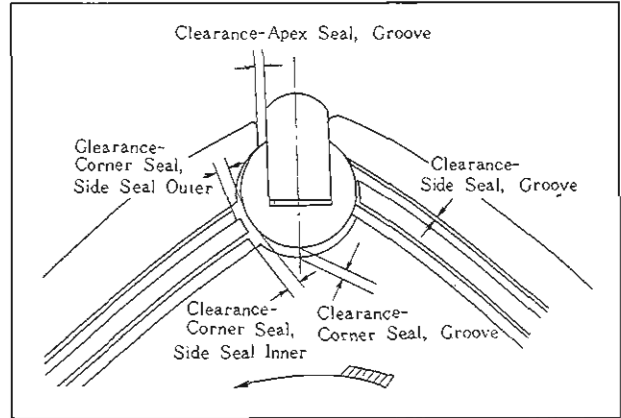 Clearance-Apex Seal, Groove
Clearance-
Corner Seal,
Side Seal Outer
Clearance-
Side Seal, Groove
Clearance-
Corner Seal,
Side Seal Inner
Clearance-
Corner Seal, Groove